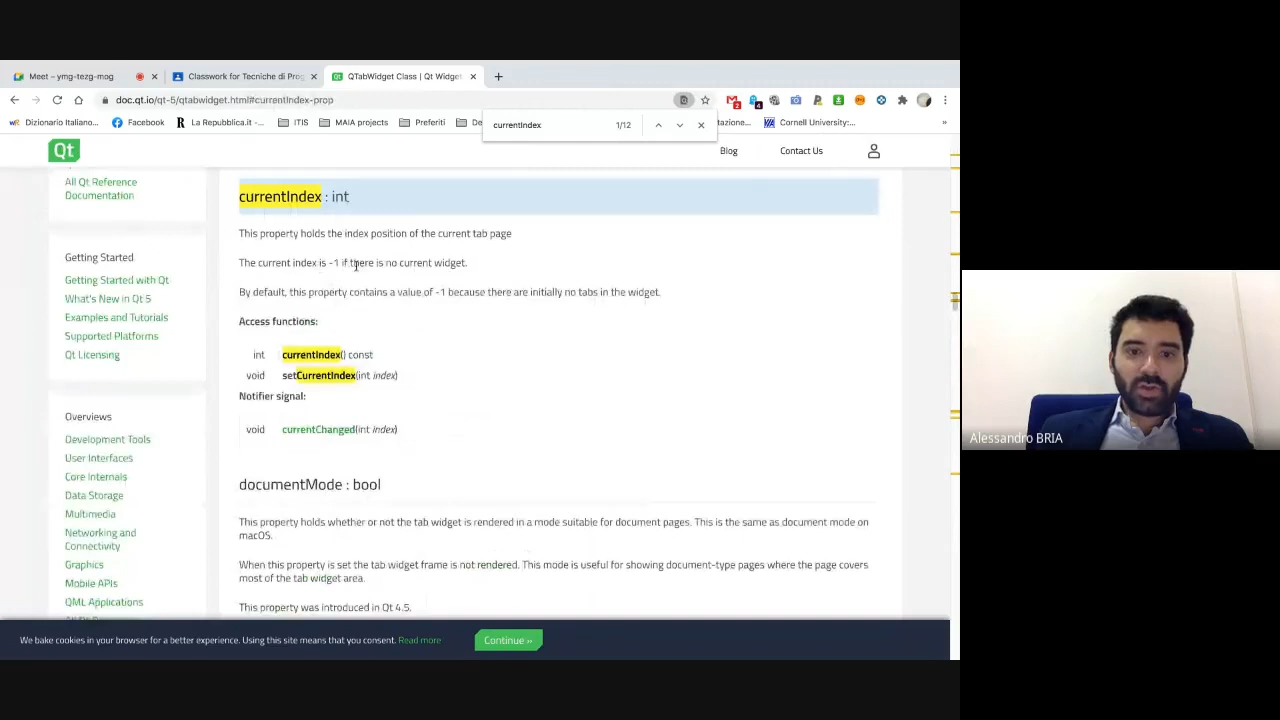 Meet – ymg-tezg-mog
Classwork for Tecniche di Prog
QTabWidget Class | Qt Widget
doc.qt.io/qt-5/qtabwidget.html#currentIndex-prop
Dizionario Italiano...
Facebook
La Repubblica.it -...
ITIS
MAIA projects
Preferiti
Cornell University:...
currentIndex 1/12
Qt
Blog
Contact Us
All Qt Reference
Documentation
Getting Started
Getting Started with Qt
What's New in Qt 5
Examples and Tutorials
Supported Platforms
Qt Licensing
Overviews
Development Tools
User Interfaces
Core Internals
Data Storage
Multimedia
Networking and
Connectivity
Graphics
Mobile APIs
QML Applications
currentIndex : int
This property holds the index position of the current tab page
The current index is -1 if there is no current widget.
By default, this property contains a value of -1 because there are initially no tabs in the widget.
Access functions:
int currentIndex() const
void setCurrentIndex(int index)
Notifier signal:
void currentChanged(int index)
documentMode : bool
This property holds whether or not the tab widget is rendered in a mode suitable for document pages. This is the same as document mode on
macOS.
When this property is set the tab widget frame is not rendered. This mode is useful for showing document-type pages where the page covers
most of the tab widget area.
This property was introduced in Qt 4.5.
We bake cookies in your browser for a better experience. Using this site means that you consent. Read more
Continue »
Alessandro BRIA